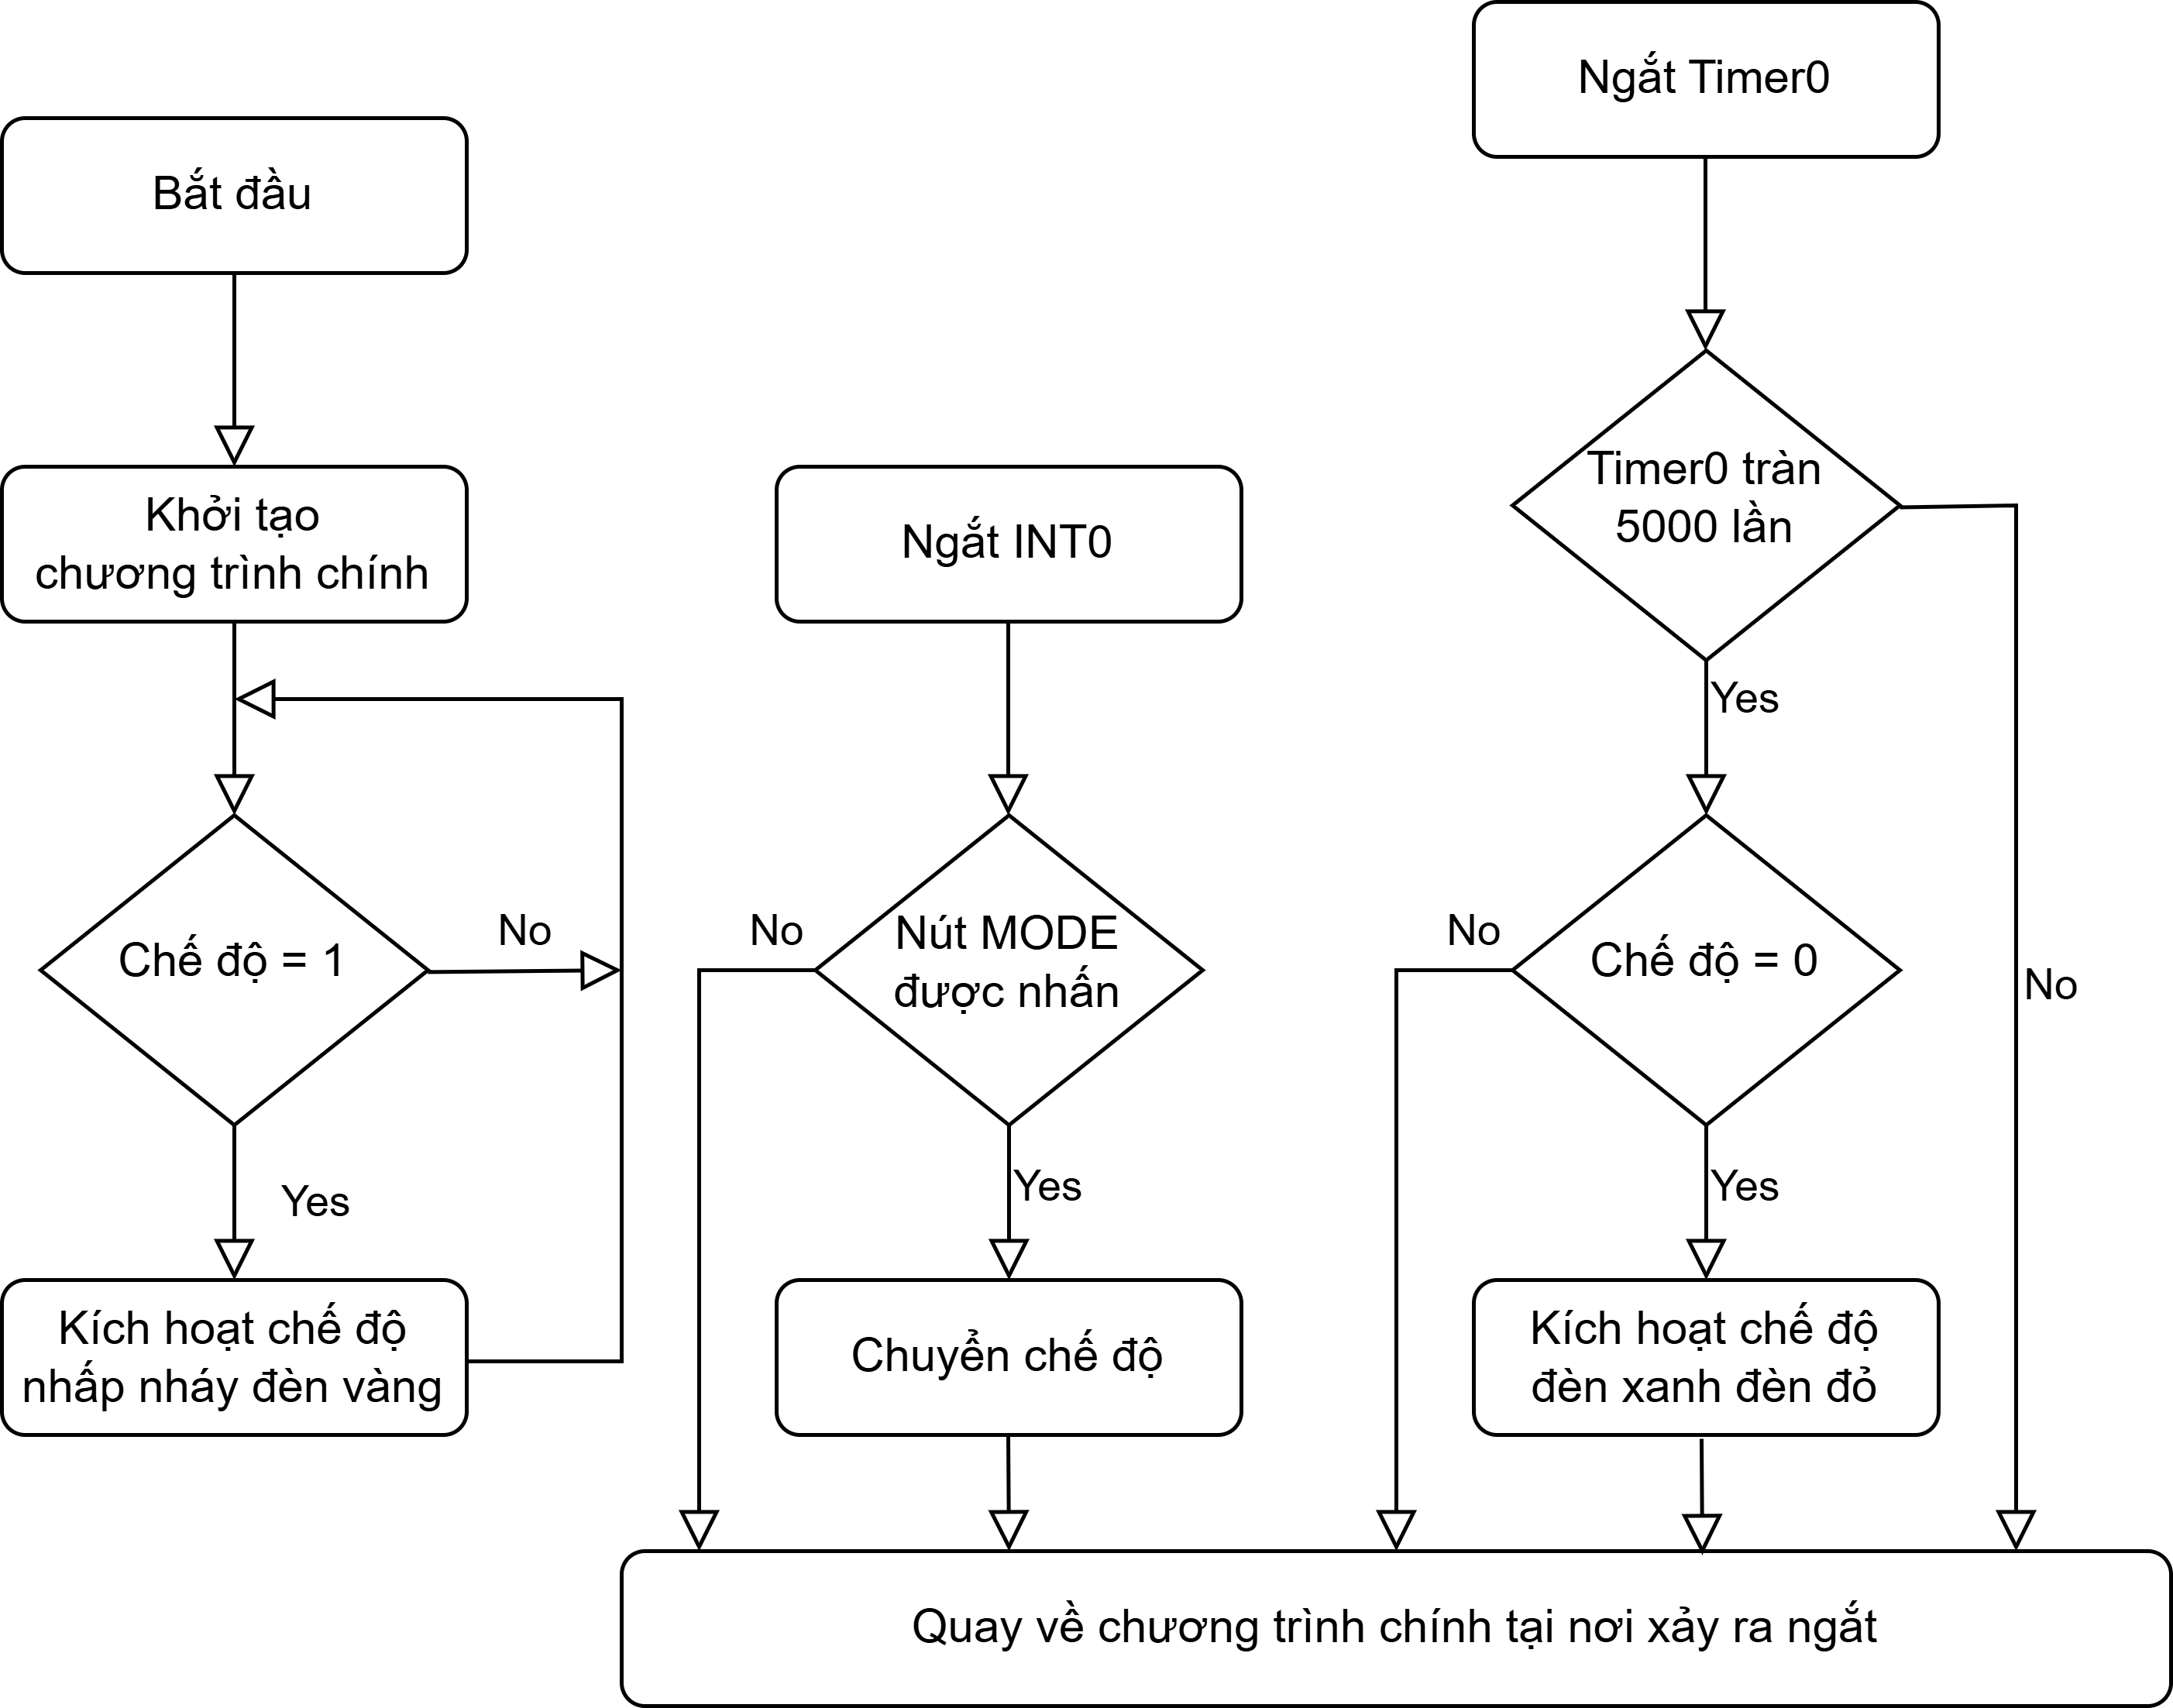 Bắt đầu
Khởi tạo
chương trình chính
Chế độ = 1
No
Yes
Kích hoạt chế độ
nhấp nháy đèn vàng
Ngắt INT0
Nút MODE
được nhấn
No
Yes
Chuyển chế độ
Ngắt Timer0
Timer0 tràn
5000 lần
Yes
No
Chế độ = 0
No
Yes
Kích hoạt chế độ
đèn xanh đèn đỏ
Quay về chương trình chính tại nơi xảy ra ngắt